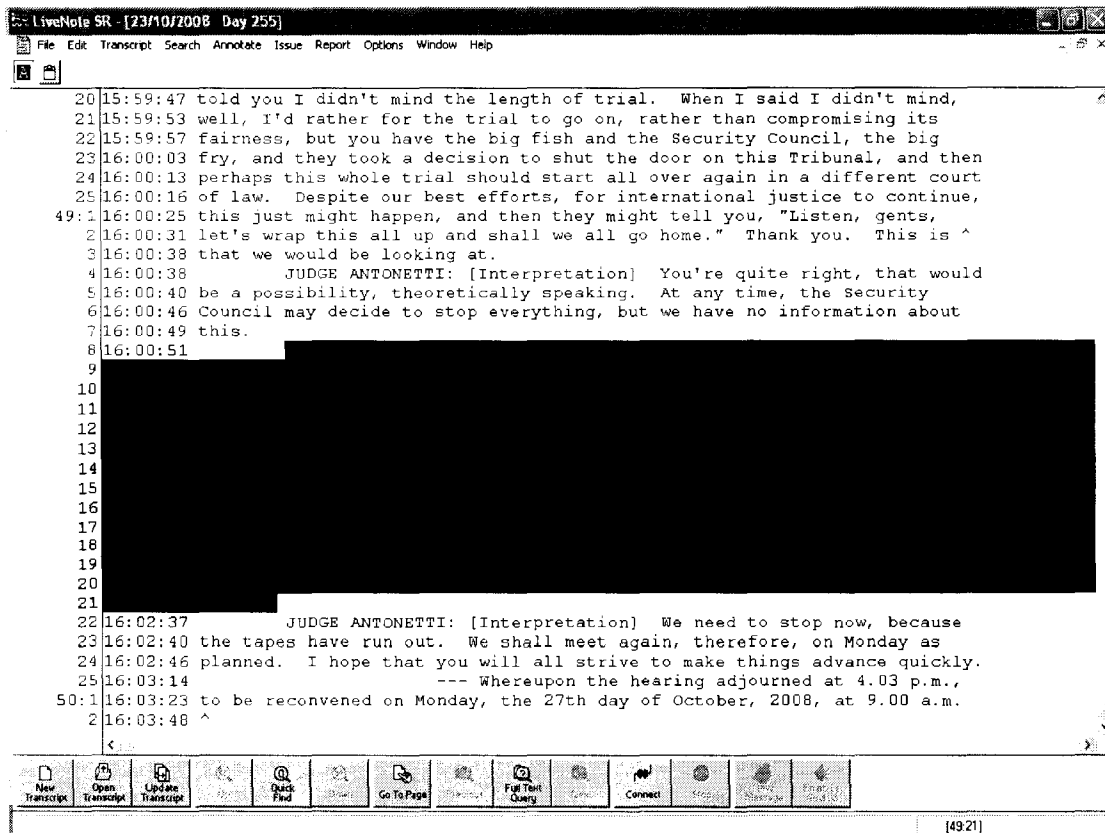 LiveNote SR - [23/10/2008 Day 255]
File Edit Transcript Search Annotate Issue Report Options Window Help
20 15:59:47 told you I didn't mind the length of trial. When I said I didn't mind,
21 15:59:53 well, I'd rather for the trial to go on, rather than compromising its
22 15:59:57 fairness, but you have the big fish and the Security Council, the big
23 16:00:03 fry, and they took a decision to shut the door on this Tribunal, and then
24 16:00:13 perhaps this whole trial should start all over again in a different court
25 16:00:16 of law. Despite our best efforts, for international justice to continue,
49:1 16:00:25 this just might happen, and then they might tell you, "Listen, gents,
2 16:00:31 let's wrap this all up and shall we all go home." Thank you. This is ^
3 16:00:38 that we would be looking at.
4 16:00:38 JUDGE ANTONETTI: [Interpretation] You're quite right, that would
5 16:00:40 be a possibility, theoretically speaking. At any time, the Security
6 16:00:46 Council may decide to stop everything, but we have no information about
7 16:00:49 this.
8 16:00:51
9
10
11
12
13
14
15
16
17
18
19
20
21
22 16:02:37 JUDGE ANTONETTI: [Interpretation] We need to stop now, because
23 16:02:40 the tapes have run out. We shall meet again, therefore, on Monday as
24 16:02:46 planned. I hope that you will all strive to make things advance quickly.
25 16:03:14 --- Whereupon the hearing adjourned at 4.03 p.m.,
50:1 16:03:23 to be reconvened on Monday, the 27th day of October, 2008, at 9.00 a.m.
2 16:03:48 ^
New Transcript Open Transcript Update Transcript Quick Find Go To Page Full Text Query Connect
[49:21]